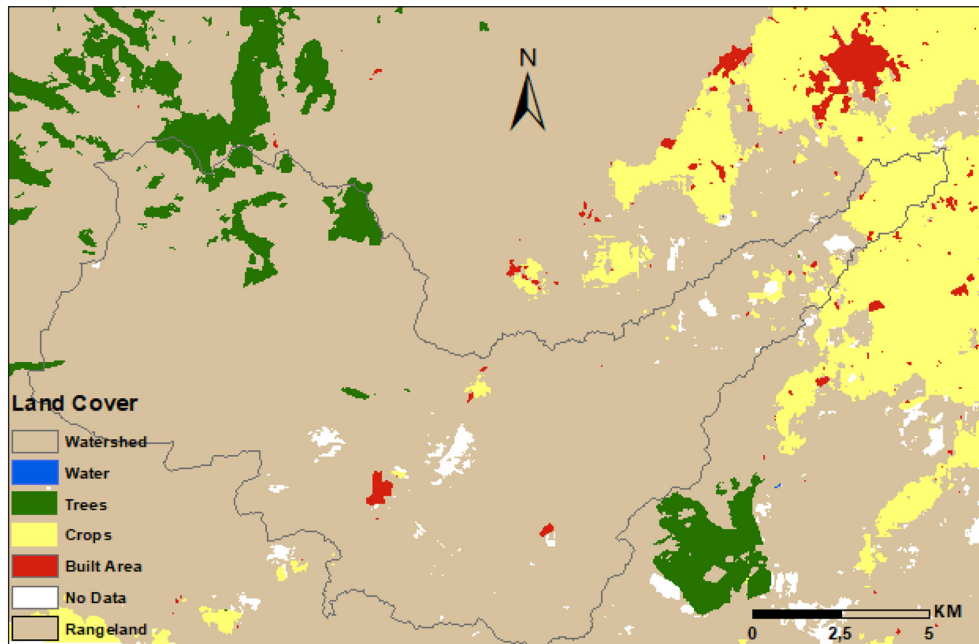 N
Land Cover
Watershed
Water
Trees
Crops
Built Area
No Data
Rangeland
KM
0 2,5 5